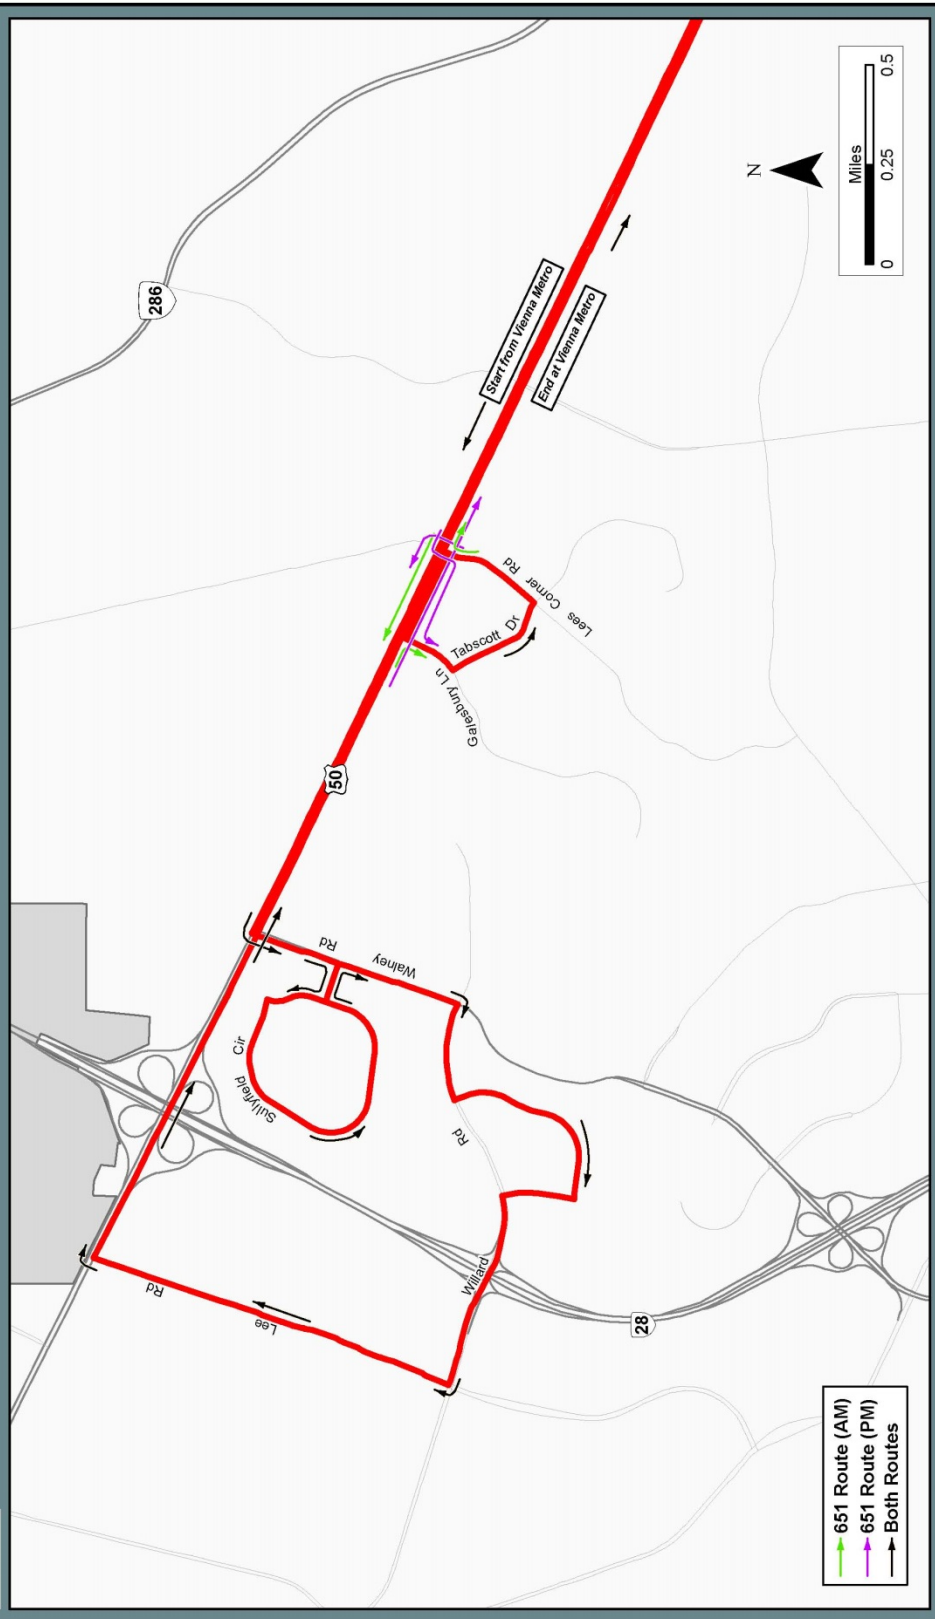 286
N
Miles
0
0.25
0.5
Start from Vienna Metro
End at Vienna Metro
Lees Corner Rd
Tabscott Dr
Galesbury Ln
50
Walney Rd
Sullyfield Cir
Willard Rd
Lee Rd
28
651 Route (AM)
651 Route (PM)
Both Routes